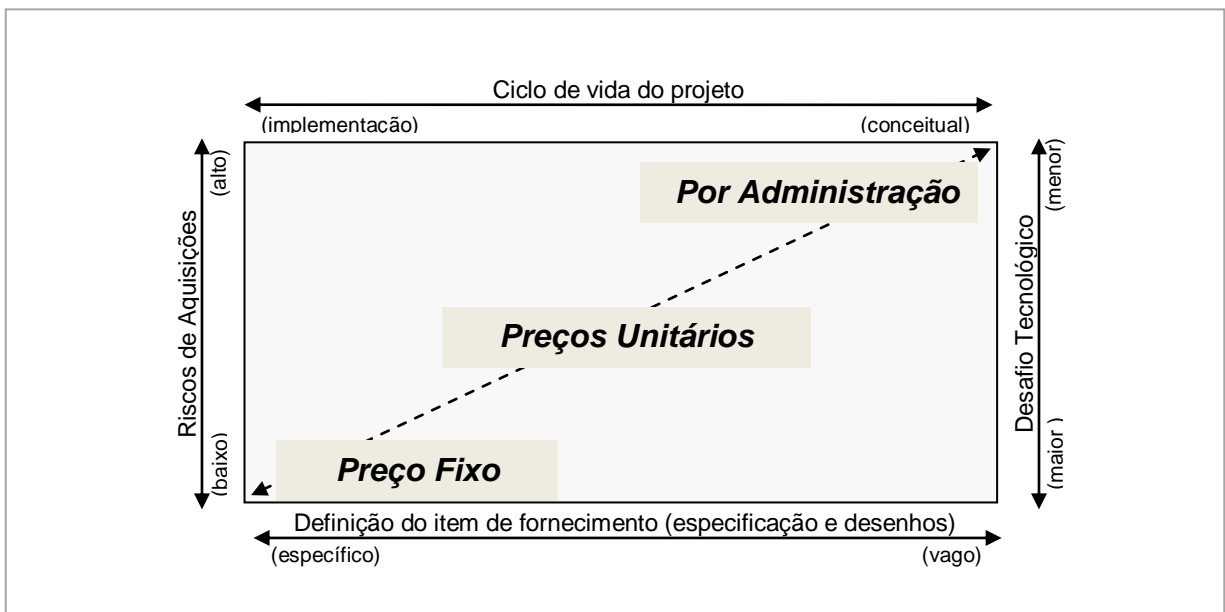 Ciclo de vida do projeto
(implementação) (conceitual)
Riscos de Aquisições
(alto)
(baixo)
Por Administração
Preços Unitários
Preço Fixo
Desafio Tecnológico
(menor)
(maior )
Definição do item de fornecimento (especificação e desenhos)
(específico) (vago)